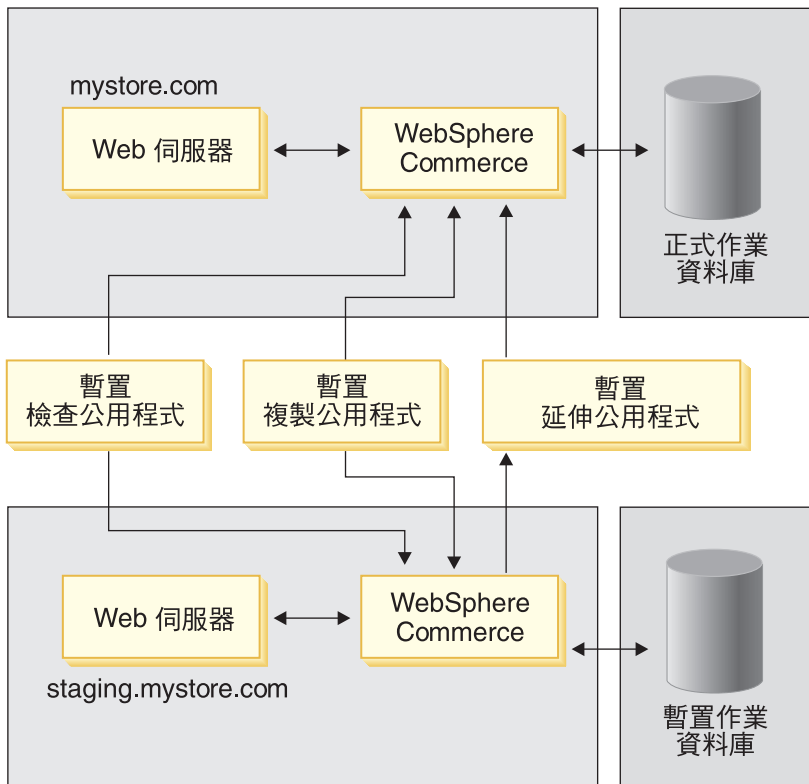 mystore.com
Web 伺服器
WebSphere
Commerce
正式作業
資料庫
暫置
檢查公用程式
暫置
複製公用程式
暫置
延伸公用程式
Web 伺服器
WebSphere
Commerce
staging.mystore.com
暫置作業
資料庫